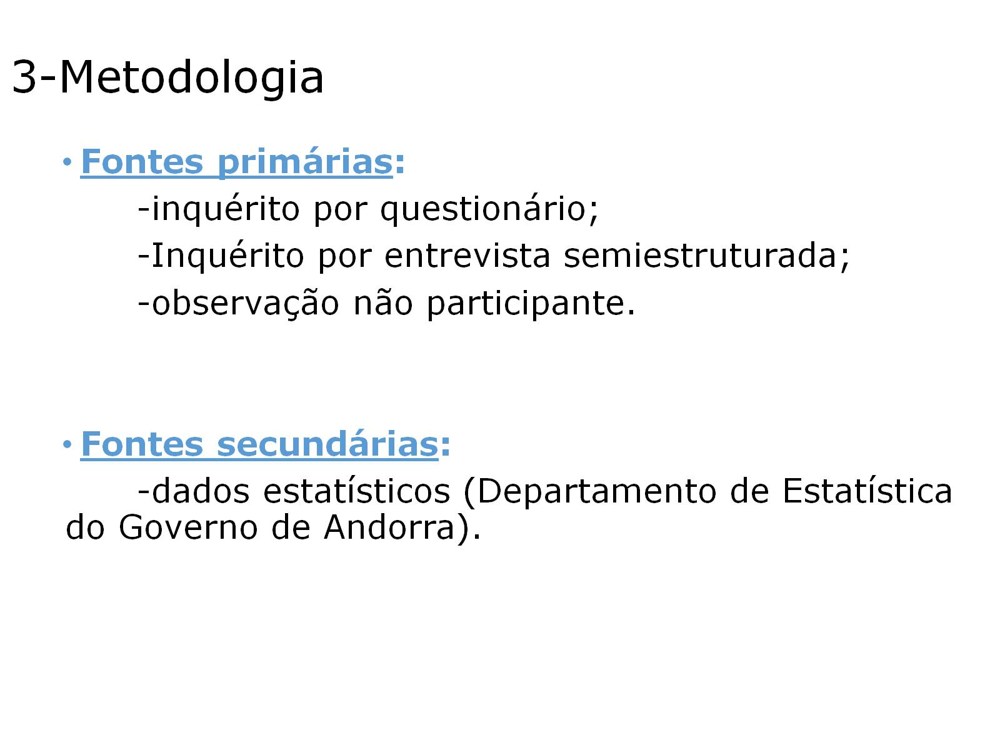 3-Metodologia
• Fontes primárias:
-inquérito por questionário;
-Inquérito por entrevista semiestruturada;
-observação não participante.
• Fontes secundárias:
-dados estatísticos (Departamento de Estatística
do Governo de Andorra).